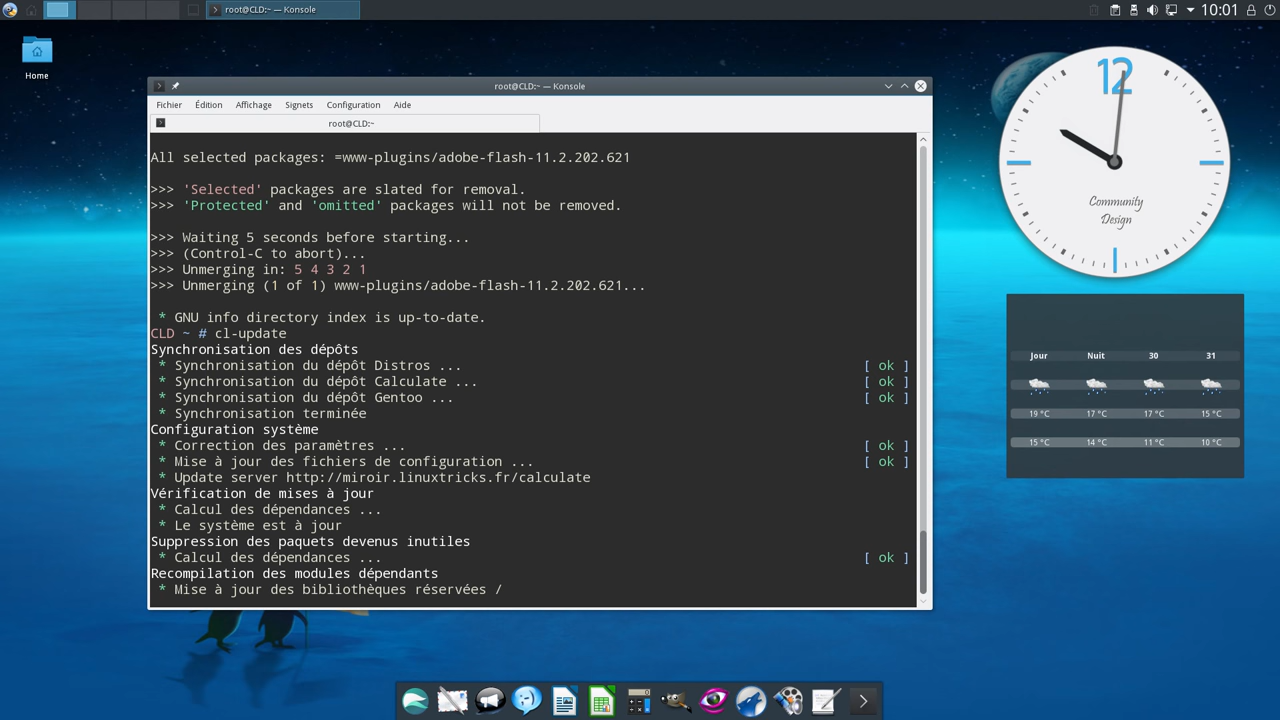 root@CLD:~ — Konsole
10:01
Home
root@CLD:~ — Konsole
Fichier Édition Affichage Signets Configuration Aide
root@CLD:~
All selected packages: =www-plugins/adobe-flash-11.2.202.621
>>> 'Selected' packages are slated for removal.
>>> 'Protected' and 'omitted' packages will not be removed.
>>> Waiting 5 seconds before starting...
>>> (Control-C to abort)...
>>> Unmerging in: 5 4 3 2 1
>>> Unmerging (1 of 1) www-plugins/adobe-flash-11.2.202.621...
* GNU info directory index is up-to-date.
CLD ~ # cl-update
Synchronisation des dépôts
* Synchronisation du dépôt Distros ... [ ok ]
* Synchronisation du dépôt Calculate ... [ ok ]
* Synchronisation du dépôt Gentoo ... [ ok ]
* Synchronisation terminée
Configuration système
* Correction des paramètres ... [ ok ]
* Mise à jour des fichiers de configuration ... [ ok ]
* Update server http://miroir.linuxtricks.fr/calculate
Vérification de mises à jour
* Calcul des dépendances ...
* Le système est à jour
Suppression des paquets devenus inutiles
* Calcul des dépendances ... [ ok ]
Recompilation des modules dépendants
* Mise à jour des bibliothèques réservées /
12
Community
Design
Jour Nuit 30 31
19 °C 17 °C 17 °C 15 °C
15 °C 14 °C 11 °C 10 °C